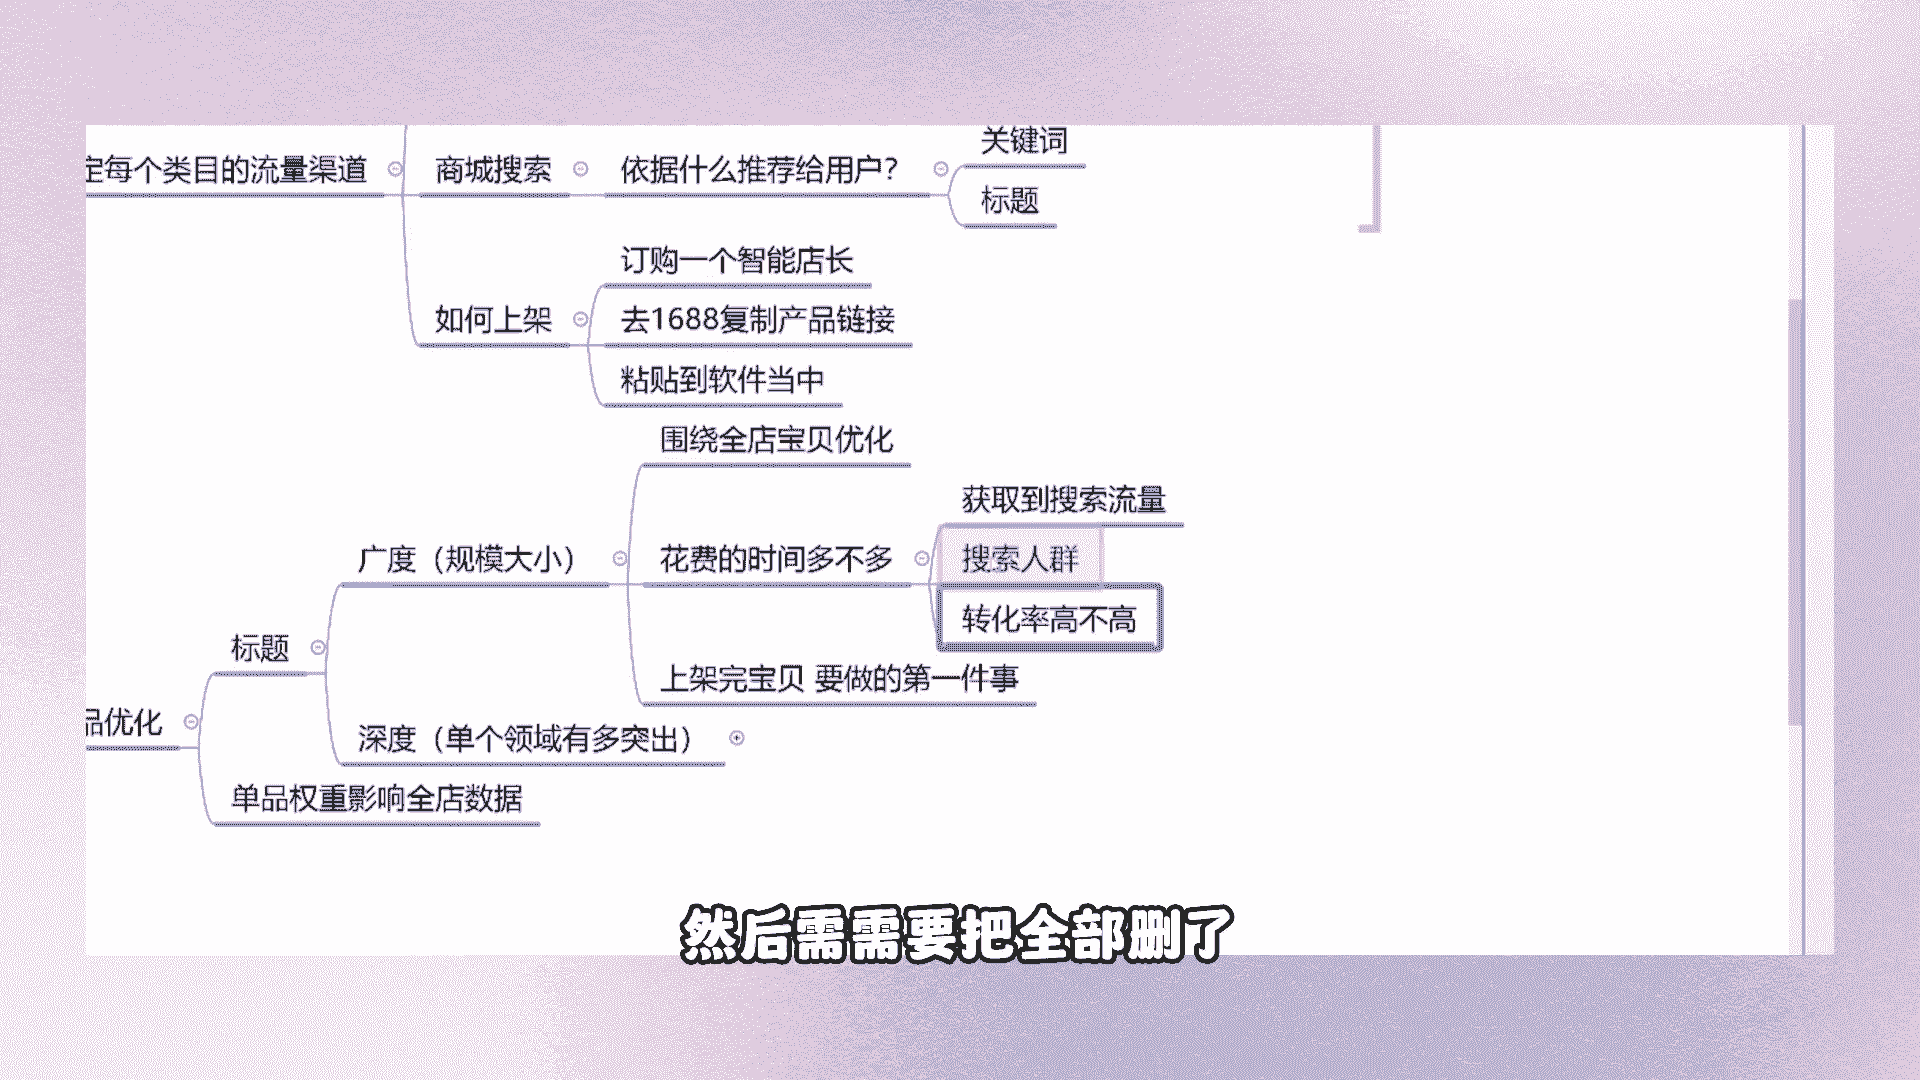 关键词
定每个类目的流量渠道
商城搜索
依据什么推荐给用户？
标题
订购一个智能店长
如何上架
去1688复制产品链接
粘贴到软件当中
围绕全店宝贝优化
获取到搜索流量
广度（规模大小）
花费的时间多不多
搜索人群
转化率高不高
标题
上架完宝贝 要做的第一件事
品优化
深度（单个领域有多突出）
单品权重影响全店数据
然后需需要把全部删了